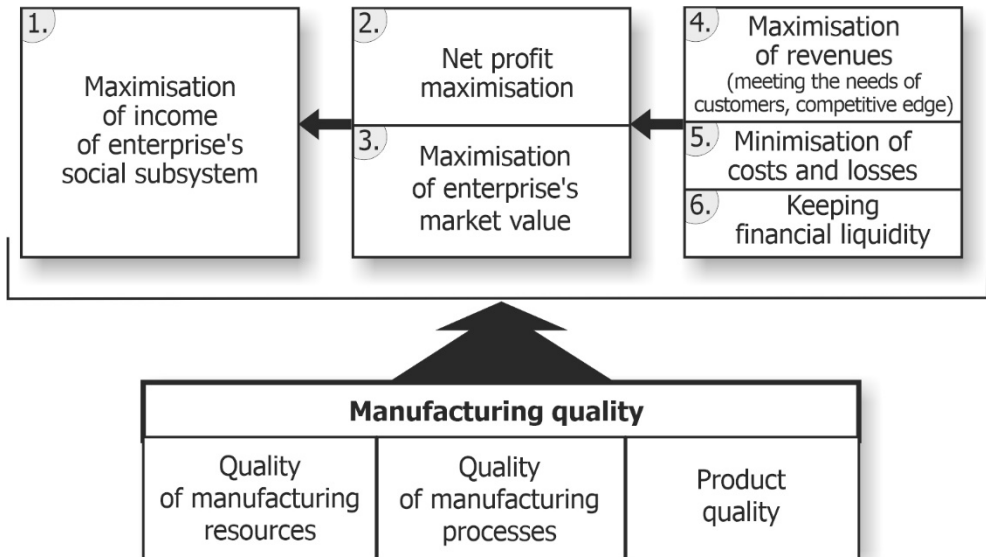 1.
Maximisation
of income
of enterprise's
social subsystem
2.
Net profit
maximisation
3.
Maximisation
of enterprise's
market value
4.
Maximisation
of revenues
(meeting the needs of
customers, competitive edge)
5.
Minimisation of
costs and losses
6.
Keeping
financial liquidity
Manufacturing quality
Quality
of manufacturing
resources
Quality
of manufacturing
processes
Product
quality